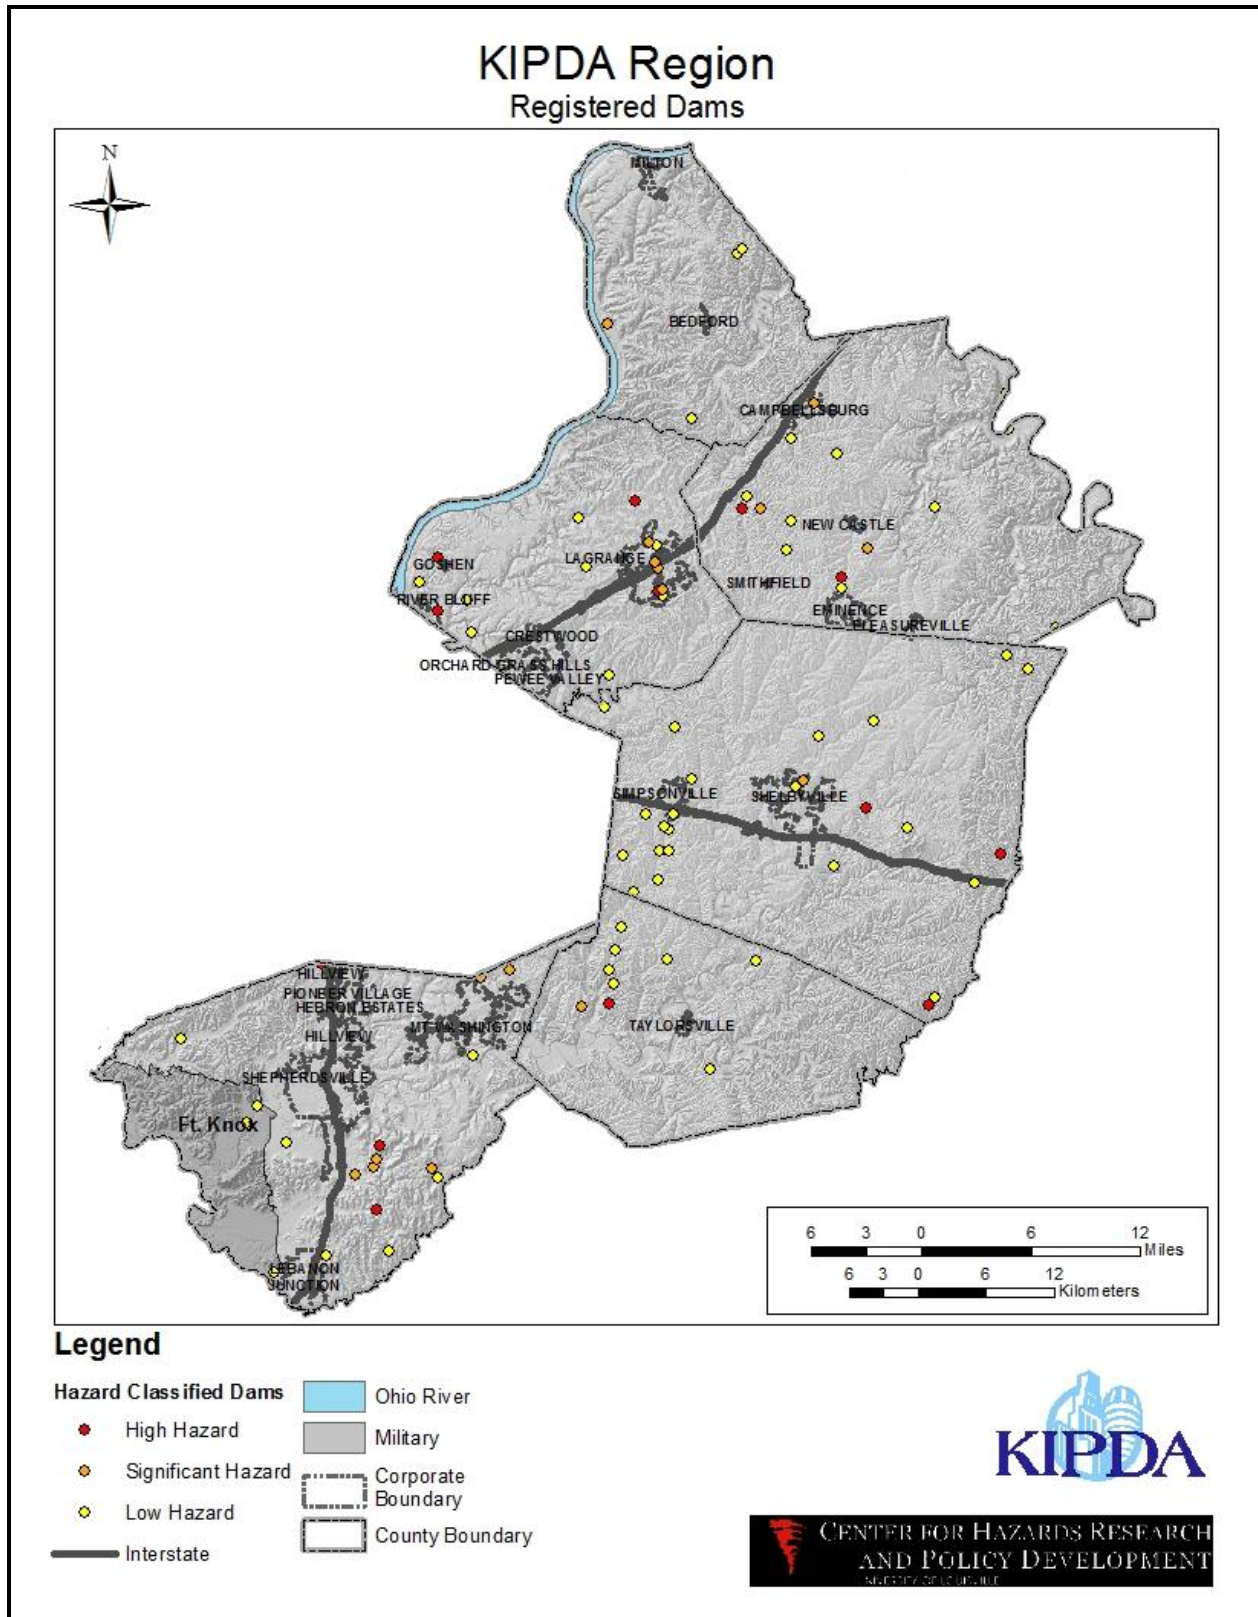 KIPDA Region
Registered Dams
N
MILTON
BEDFORD
CAMPBELLSBURG
NEW CASTLE
LAGRANGE
GOSHEN
SMITHFIELD
RIVER BLUFF
EMINENCE
PLEASUREVILLE
CRESTWOOD
ORCHARD GRASS HILLS
PEWEE VALLEY
SIMPSONVILLE
SHELBYVILLE
HILLVIEW
PIONEER VILLAGE
HEBRON ESTATES
MT WASHINGTON
TAYLORSVILLE
HILLVIEW
SHEPHERDSVILLE
Ft. Knox
LEBANON
JUNCTION
6 3 0 6 12
Miles
6 3 0 6 12
Kilometers
Legend
Hazard Classified Dams
High Hazard
Significant Hazard
Low Hazard
Interstate
Ohio River
Military
Corporate
Boundary
County Boundary
KIPDA
CENTER FOR HAZARDS RESEARCH
AND POLICY DEVELOPMENT
UNIVERSITY OF LOUISVILLE